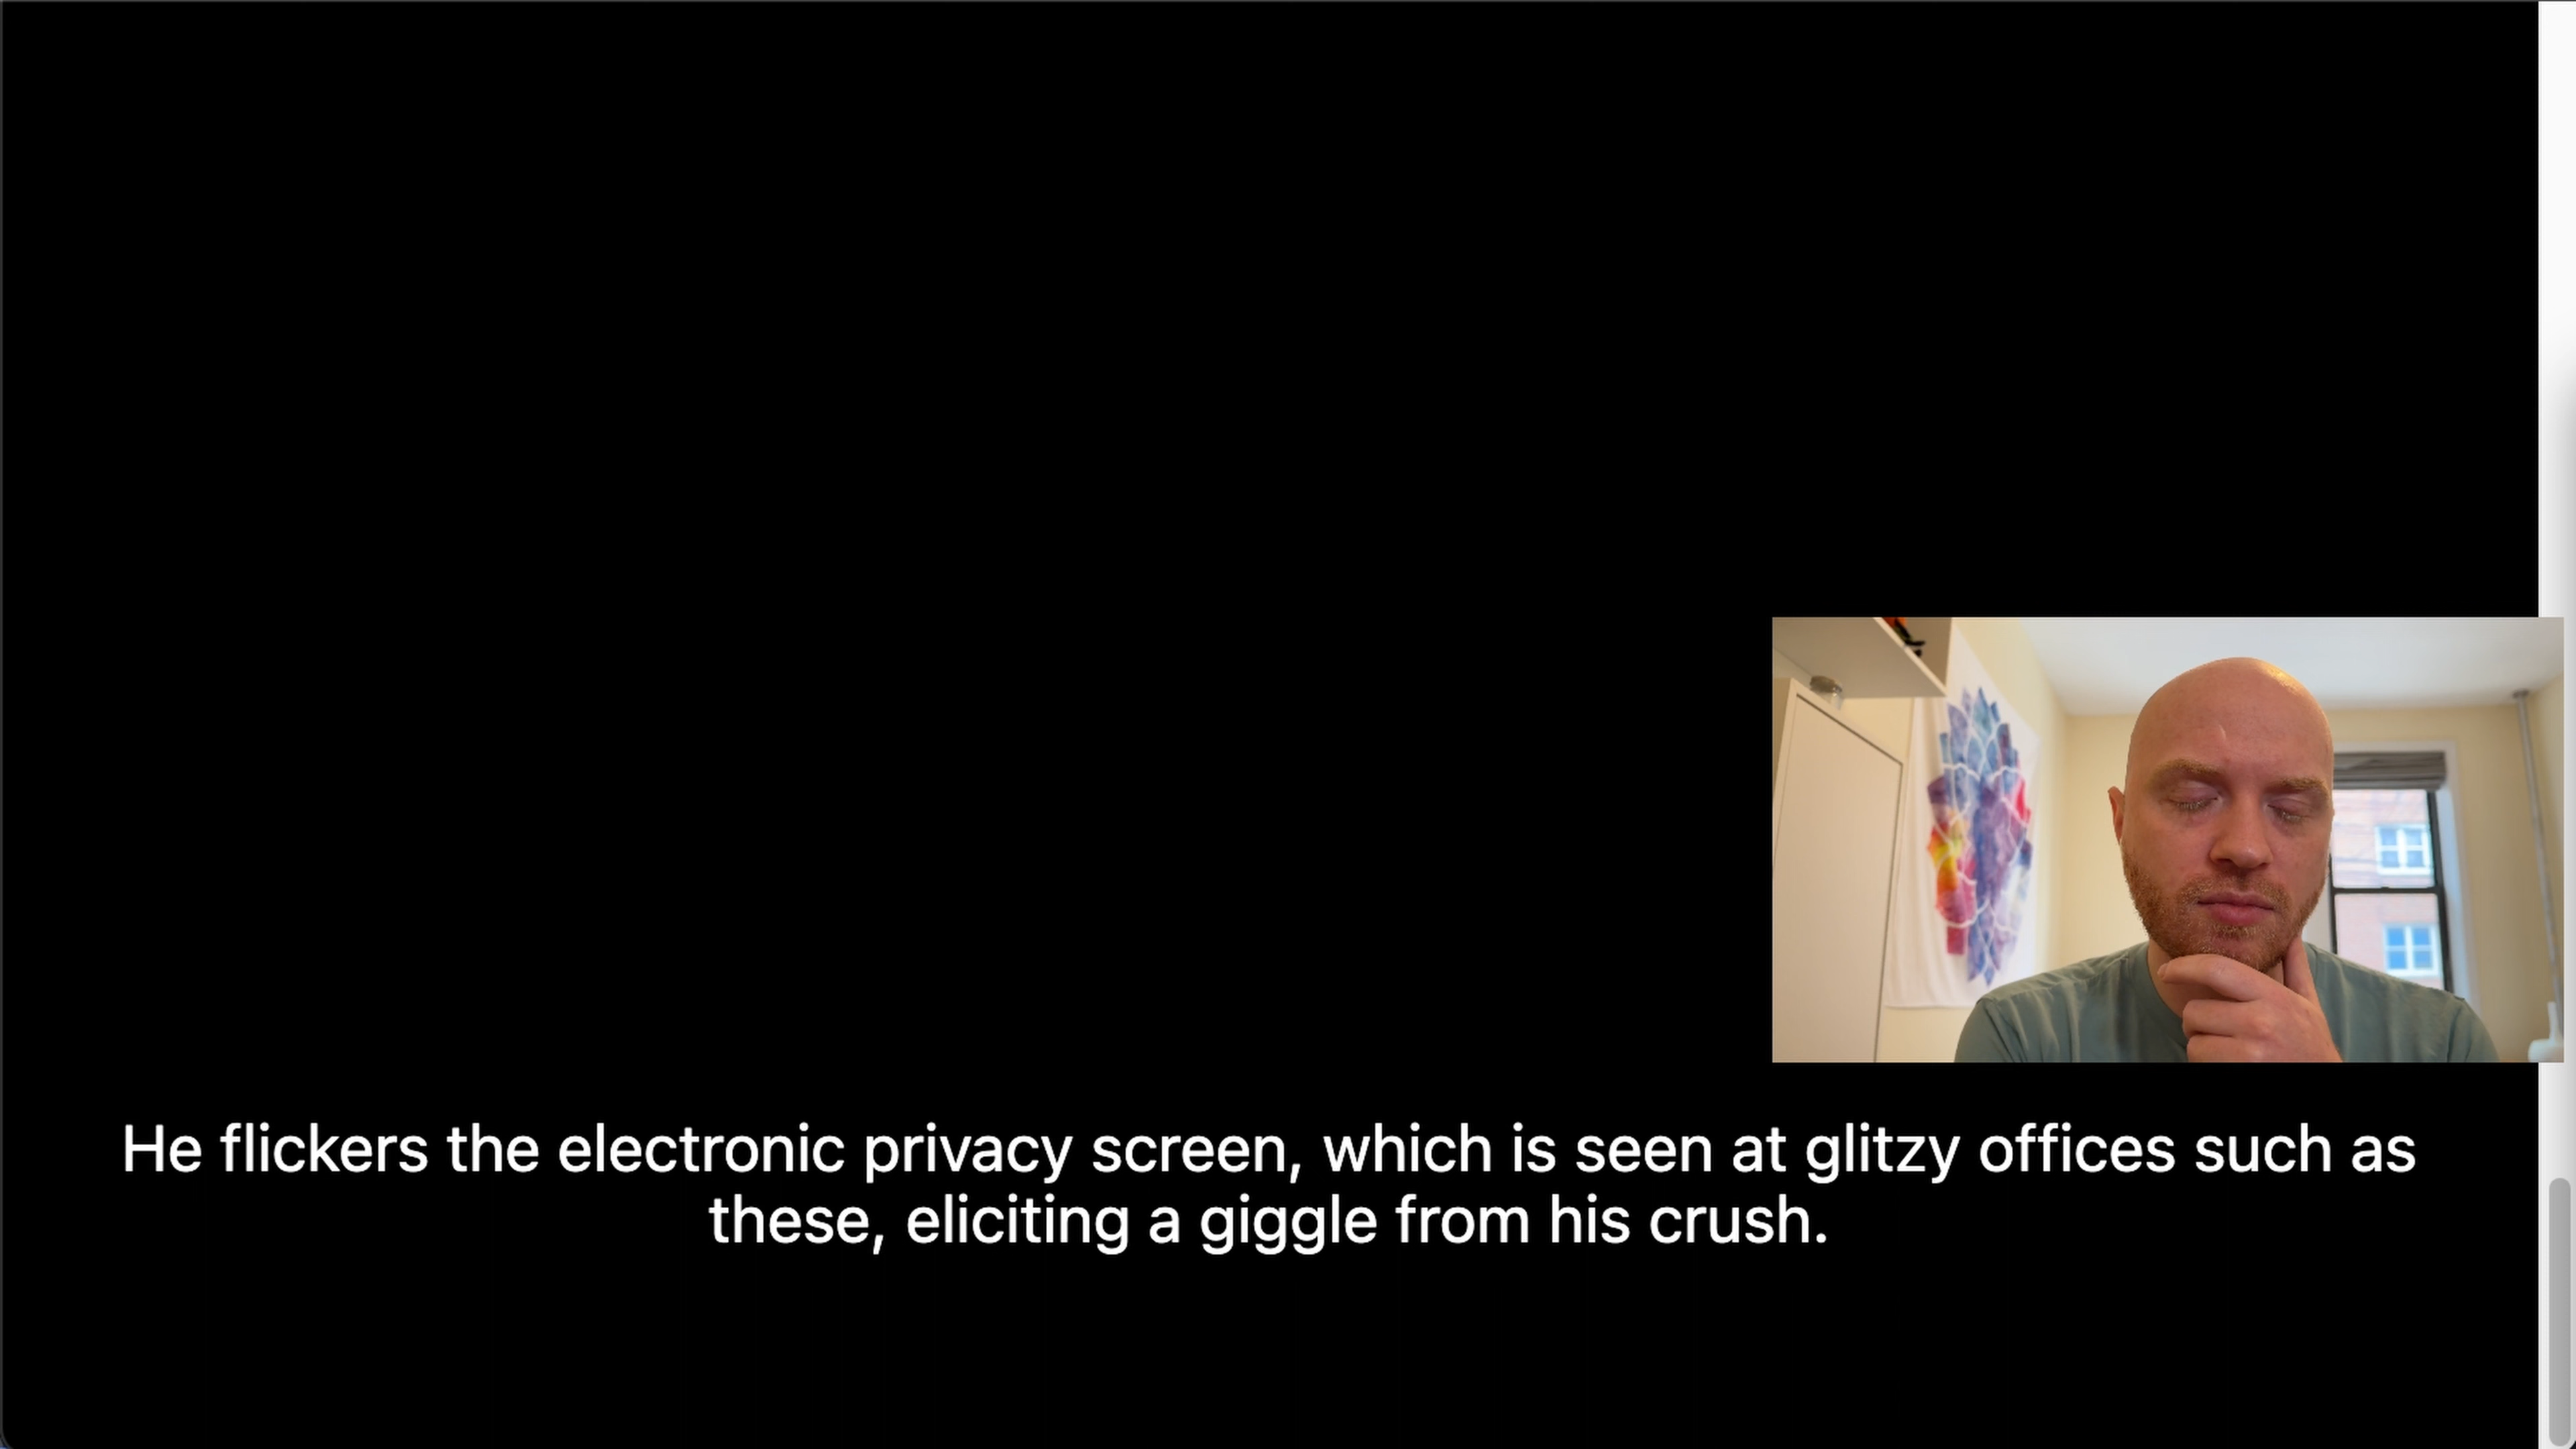 He flickers the electronic privacy screen, which is seen at glitzy offices such as
these, eliciting a giggle from his crush.